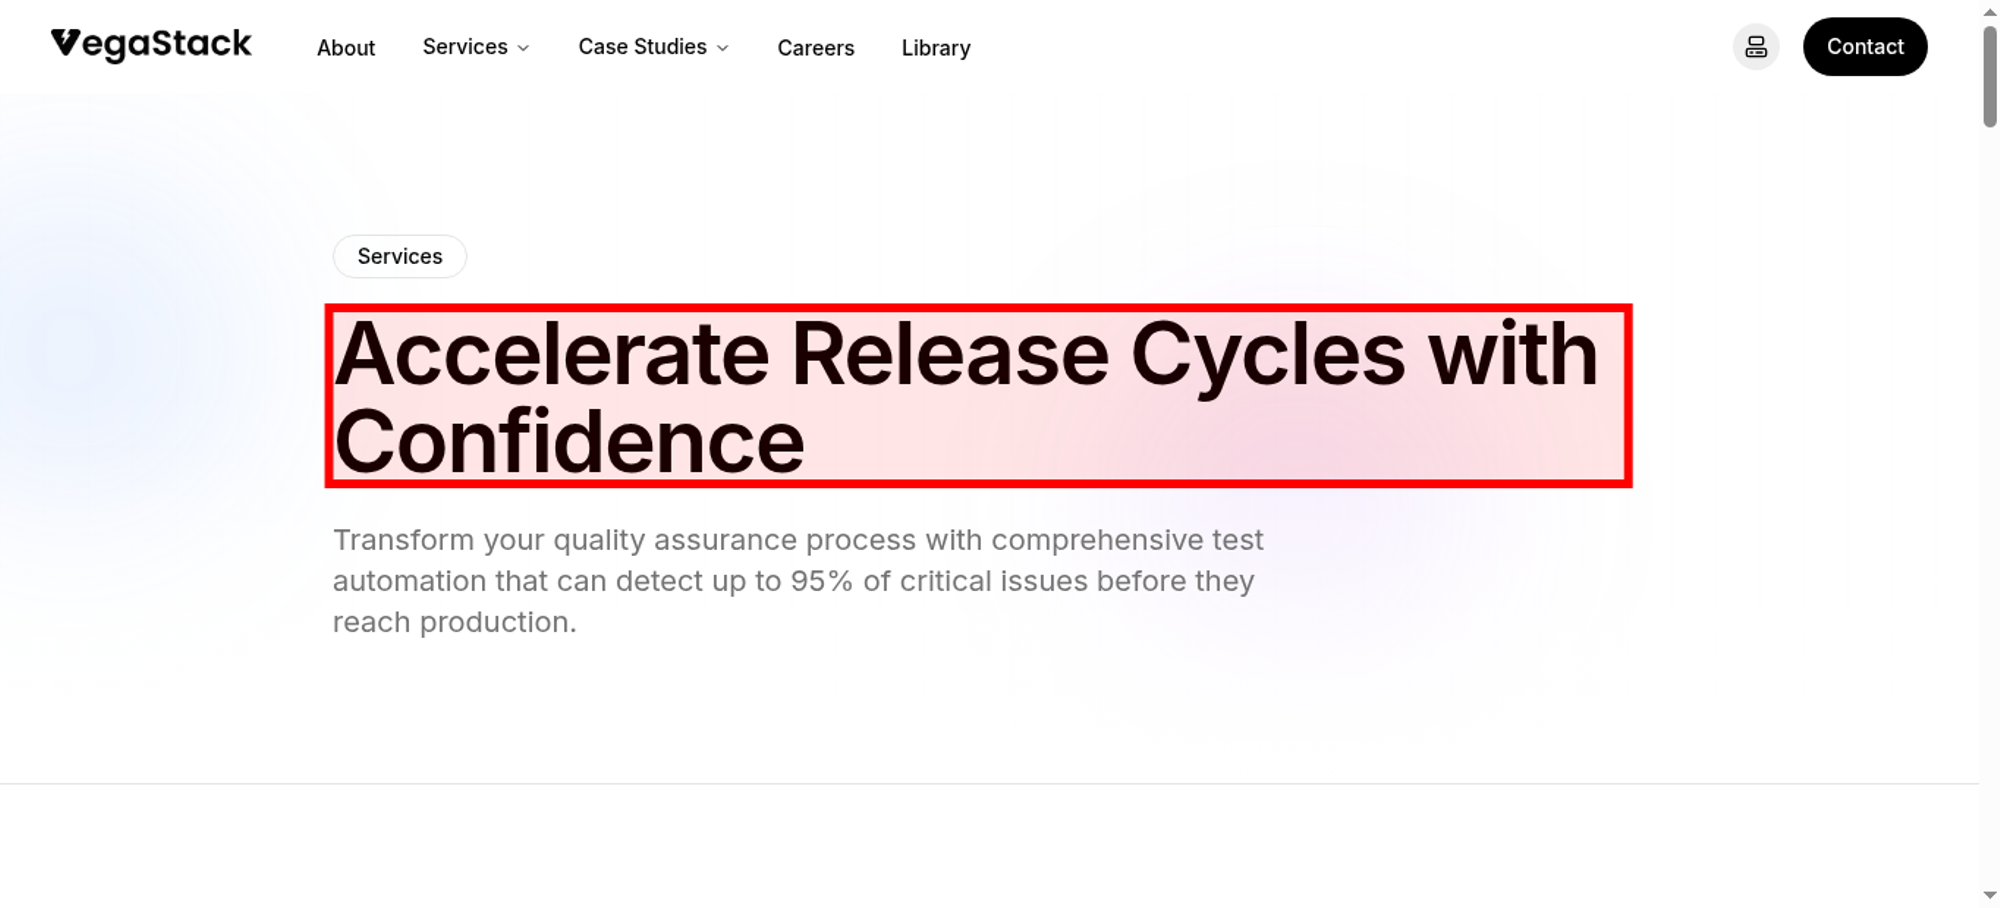 VegaStack
About
Services
Case Studies
Careers
Library
Contact
Services
Accelerate Release Cycles with
Confidence
Transform your quality assurance process with comprehensive test
automation that can detect up to 95% of critical issues before they
reach production.